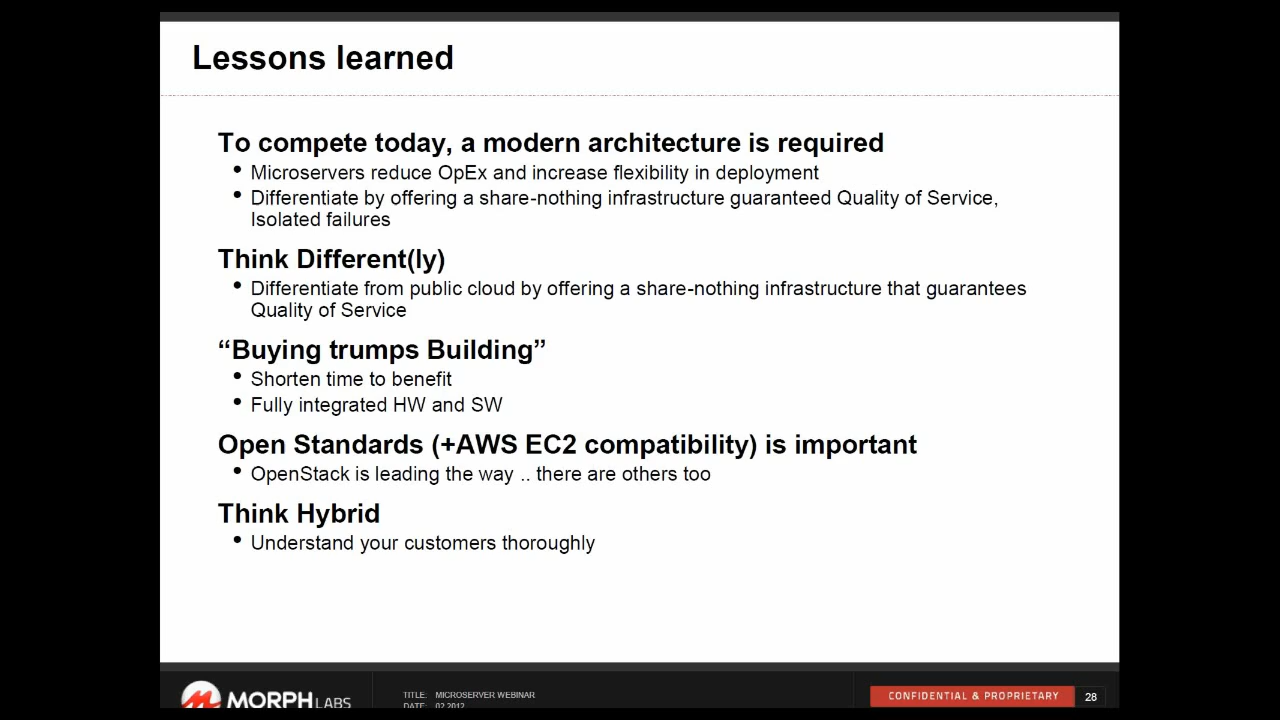 Lessons learned
To compete today, a modern architecture is required
• Microservers reduce OpEx and increase flexibility in deployment
• Differentiate by offering a share-nothing infrastructure guaranteed Quality of Service,
Isolated failures
Think Different(ly)
• Differentiate from public cloud by offering a share-nothing infrastructure that guarantees
Quality of Service
“Buying trumps Building”
• Shorten time to benefit
• Fully integrated HW and SW
Open Standards (+AWS EC2 compatibility) is important
• OpenStack is leading the way .. there are others too
Think Hybrid
• Understand your customers thoroughly
MORPH LABS
TITLE: MICROSERVER WEBINAR
DATE: 02.2012
CONFIDENTIAL & PROPRIETARY
28